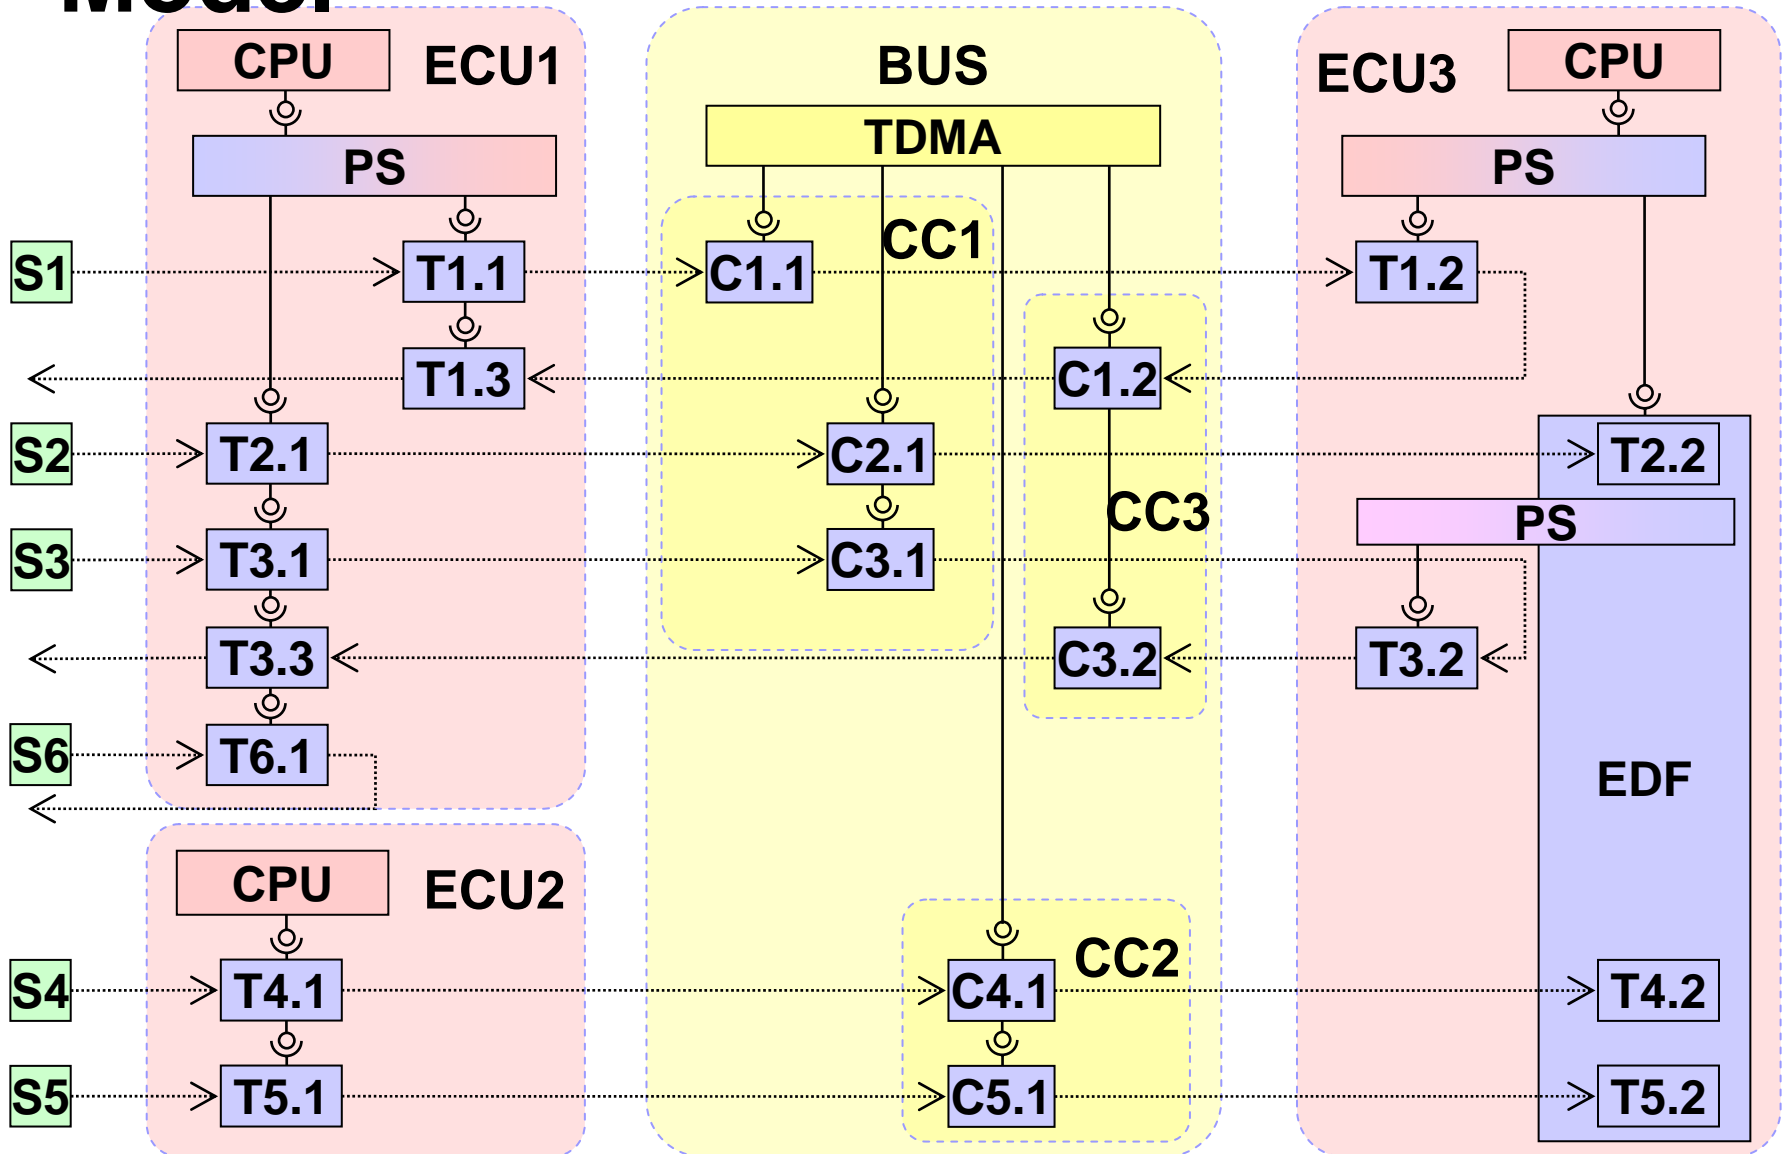 Model
CPU
ECU1
BUS
ECU3
CPU
TDMA
PS
PS
CC1
S1
T1.1
C1.1
T1.2
T1.3
C1.2
S2
T2.1
C2.1
T2.2
CC3
PS
S3
T3.1
C3.1
T3.3
C3.2
T3.2
S6
T6.1
EDF
CPU
ECU2
CC2
S4
T4.1
C4.1
T4.2
S5
T5.1
C5.1
T5.2